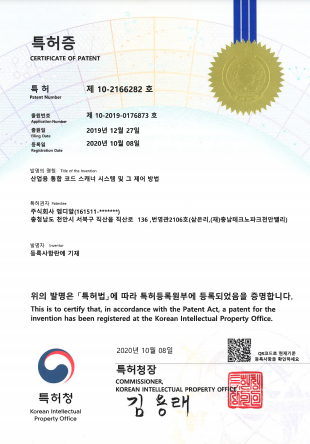 특허증
CERTIFICATE OF PATENT
특 허 제 10-2166282 호
Patent Number
출원번호 제 10-2019-0176873 호
Application Number
출원일 2019년 12월 27일
Filing Date
등록일 2020년 10월 08일
Registration Date
발명의 명칭 Title of the Invention
산업용 통합 코드 스캐너 시스템 및 그 제어 방법
특허권자 Patentee
주식회사 엠디알(161511-*******)
충청남도 천안시 서북구 직산읍 직산로 136 ,번영관2106호(삼은리,(재)충남테크노파크천안밸리)
발명자 Inventor
등록사항란에 기재
위의 발명은 「특허법」에 따라 특허등록원부에 등록되었음을 증명합니다.
This is to certify that, in accordance with the Patent Act, a patent for the
invention has been registered at the Korean Intellectual Property Office.
2020년 10월 08일
QR코드로 현재기준
등록사항을 확인하세요
특허청장
COMMISSIONER,
KOREAN INTELLECTUAL PROPERTY OFFICE
김용래
특허청
Korean Intellectual
Property Office